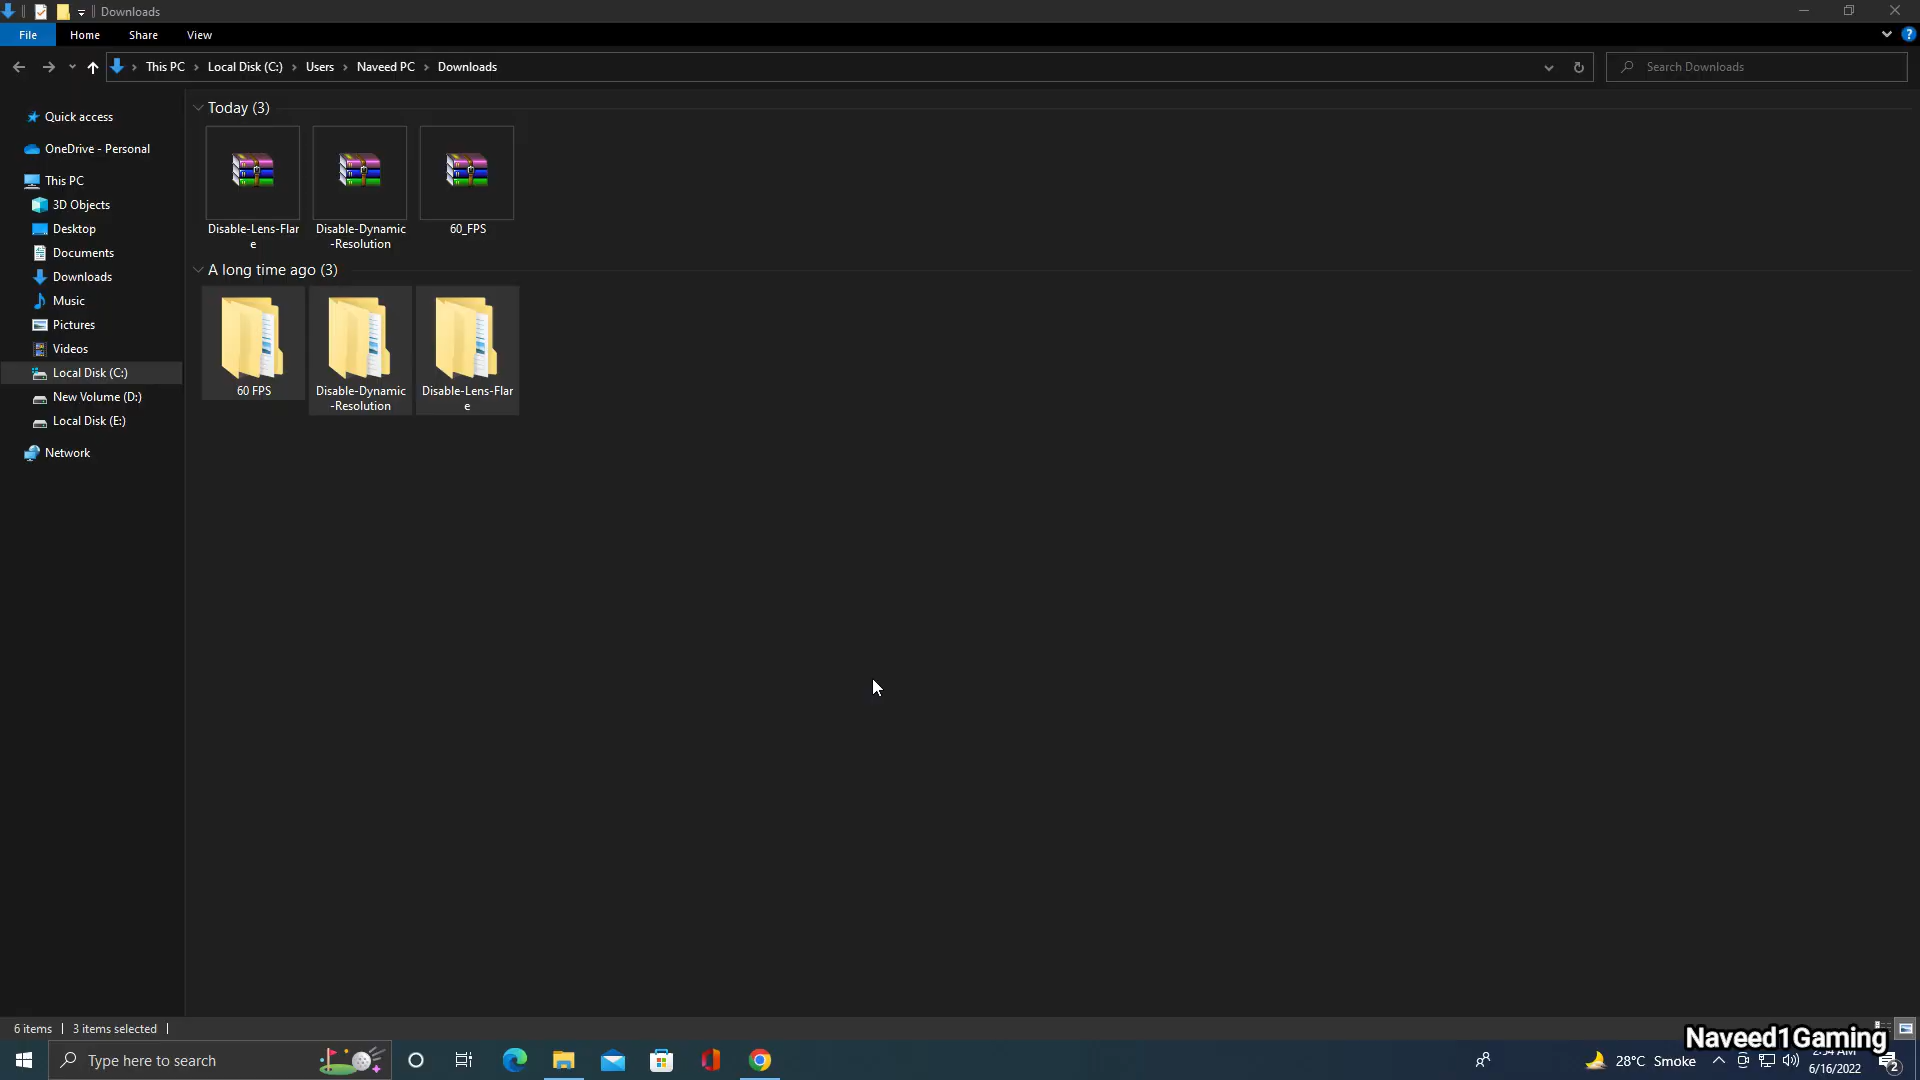 Downloads
File Home Share View
This PC Local Disk (C:) Users Naveed PC Downloads
Search Downloads
Quick access
OneDrive - Personal
This PC
3D Objects
Desktop
Documents
Downloads
Music
Pictures
Videos
Local Disk (C:)
New Volume (D:)
Local Disk (E:)
Network
Today (3)
Disable-Lens-Flar
e
Disable-Dynamic
-Resolution
60_FPS
A long time ago (3)
60 FPS
Disable-Dynamic
-Resolution
Disable-Lens-Flar
e
6 items 3 items selected
Naveed1Gaming
Type here to search
28°C Smoke
6/16/2022
2